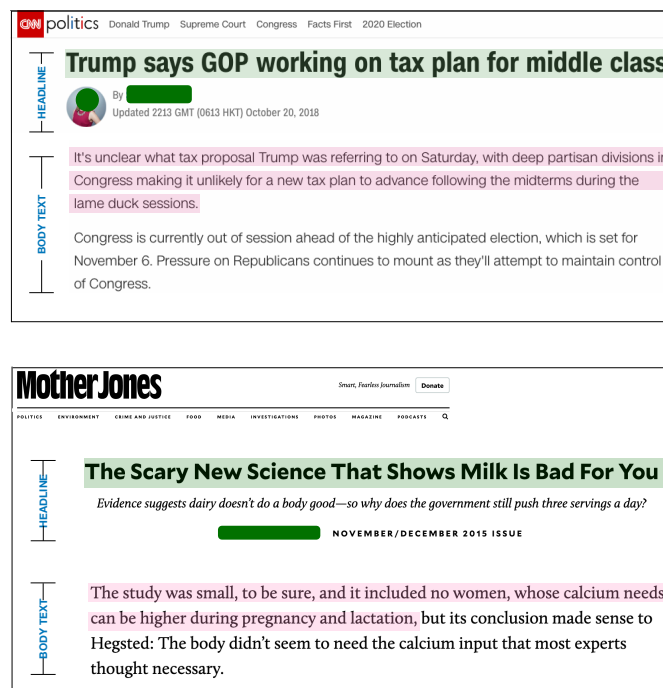 CNN politics Donald Trump Supreme Court Congress Facts First 2020 Election
HEADLINE
Trump says GOP working on tax plan for middle class
By
Updated 2213 GMT (0613 HKT) October 20, 2018
BODY TEXT
It's unclear what tax proposal Trump was referring to on Saturday, with deep partisan divisions in
Congress making it unlikely for a new tax plan to advance following the midterms during the
lame duck sessions.
Congress is currently out of session ahead of the highly anticipated election, which is set for
November 6. Pressure on Republicans continues to mount as they'll attempt to maintain control
of Congress.
Mother Jones
Smart, Fearless Journalism Donate
POLITICS ENVIRONMENT CRIME AND JUSTICE FOOD MEDIA INVESTIGATIONS PHOTOS MAGAZINE PODCASTS
HEADLINE
The Scary New Science That Shows Milk Is Bad For You
Evidence suggests dairy doesn't do a body good—so why does the government still push three servings a day?
NOVEMBER/DECEMBER 2015 ISSUE
BODY TEXT
The study was small, to be sure, and it included no women, whose calcium needs
can be higher during pregnancy and lactation, but its conclusion made sense to
Hegsted: The body didn't seem to need the calcium input that most experts
thought necessary.